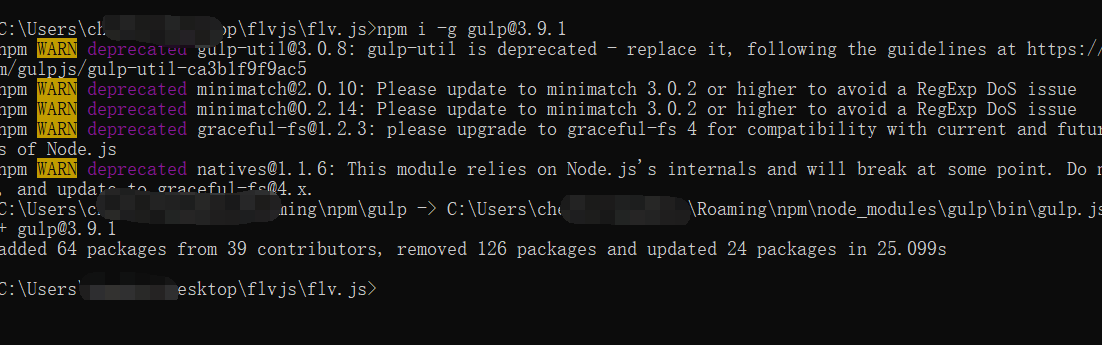 C:\Users\ch op\flvjs\flv.js>npm i -g gulp@3.9.1
npm WARN deprecated gulp-util@3.0.8: gulp-util is deprecated - replace it, following the guidelines at https://
m/gulpjs/gulp-util-ca3b1f9f9ac5
npm WARN deprecated minimatch@2.0.10: Please update to minimatch 3.0.2 or higher to avoid a RegExp DoS issue
npm WARN deprecated minimatch@0.2.14: Please update to minimatch 3.0.2 or higher to avoid a RegExp DoS issue
npm WARN deprecated graceful-fs@1.2.3: please upgrade to graceful-fs 4 for compatibility with current and futur
s of Node.js
npm WARN deprecated natives@1.1.6: This module relies on Node.js's internals and will break at some point. Do n
, and update to graceful-fs@4.x.
C:\Users\c ming\npm\gulp -> C:\Users\che \Roaming\npm\node_modules\gulp\bin\gulp.js
+ gulp@3.9.1
added 64 packages from 39 contributors, removed 126 packages and updated 24 packages in 25.099s
C:\Users\ esktop\flvjs\flv.js>